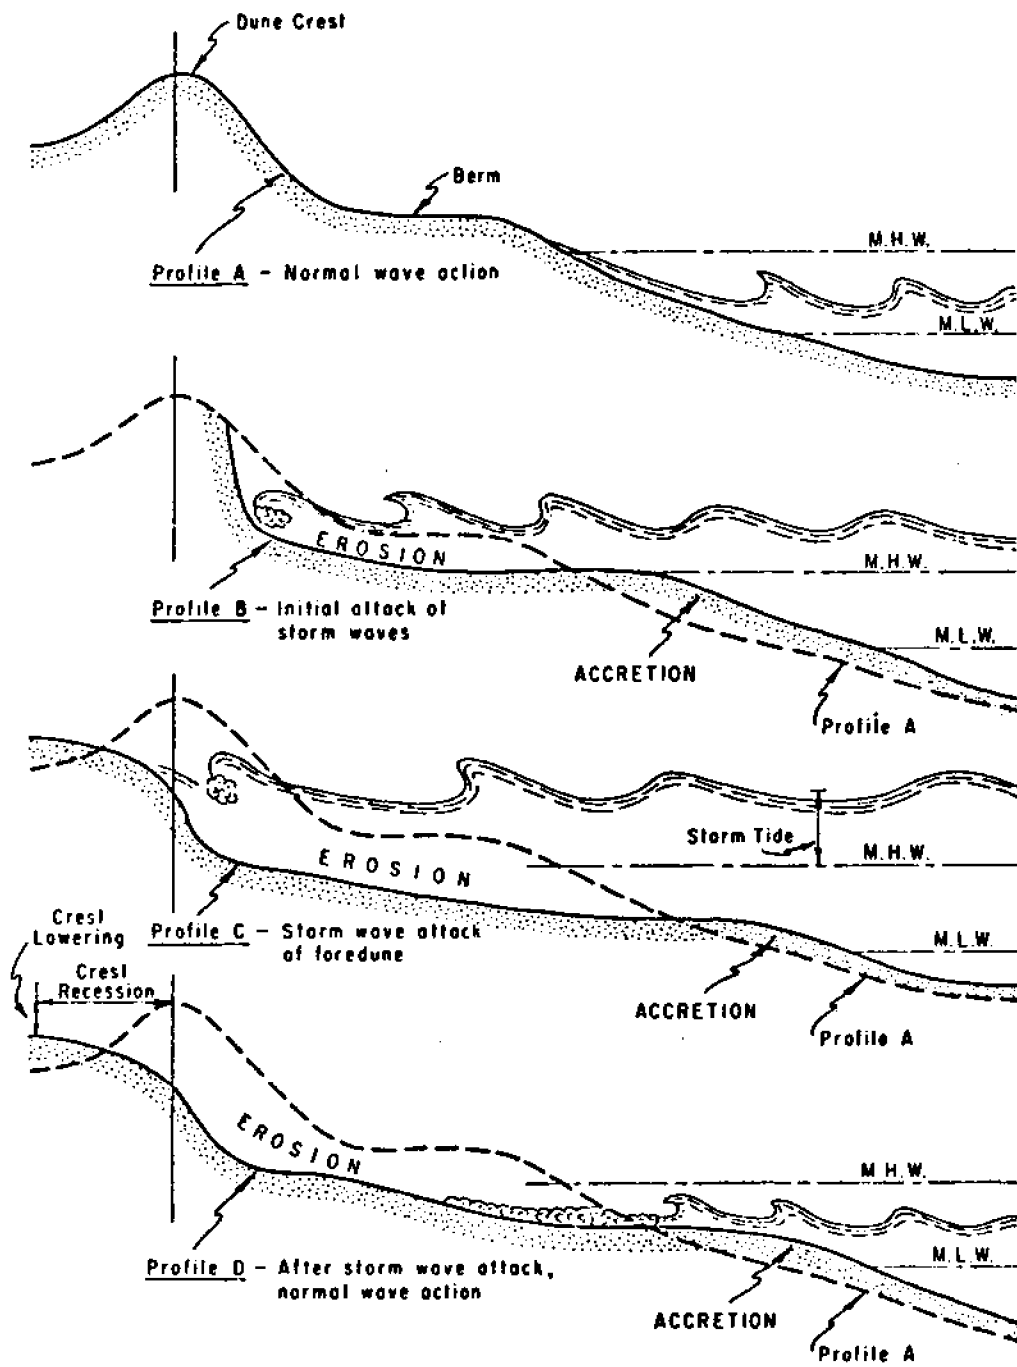 Dune Crest
Berm
M.H.W.
Profile A - Normal wave action
M.L.W.
EROSION
M.H.W.
Profile B - Initial attack of
storm waves
M.L.W.
ACCRETION
Profile A
Storm Tide
M.H.W.
EROSION
Crest
Lowering
Profile C - Storm wave attack
of foredune
M.L.W.
Crest
Recession
ACCRETION
Profile A
EROSION
M.H.W.
M.L.W.
Profile D - After storm wave attack,
normal wave action
ACCRETION
Profile A